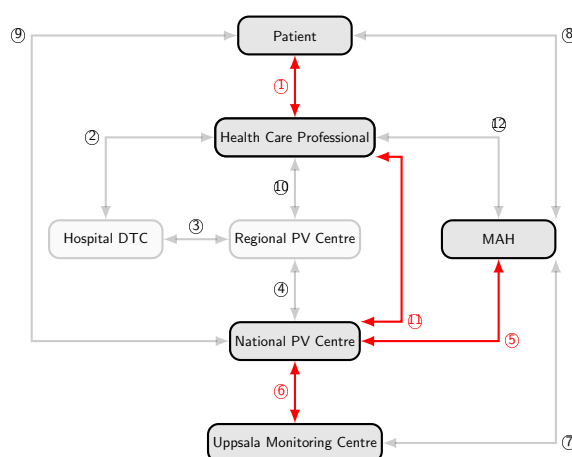 ⑨
Patient
⑧
①
②
Health Care Professional
⑫
⑩
③
Hospital DTC
Regional PV Centre
MAH
④
⑪
National PV Centre
⑤
⑥
Uppsala Monitoring Centre
⑦